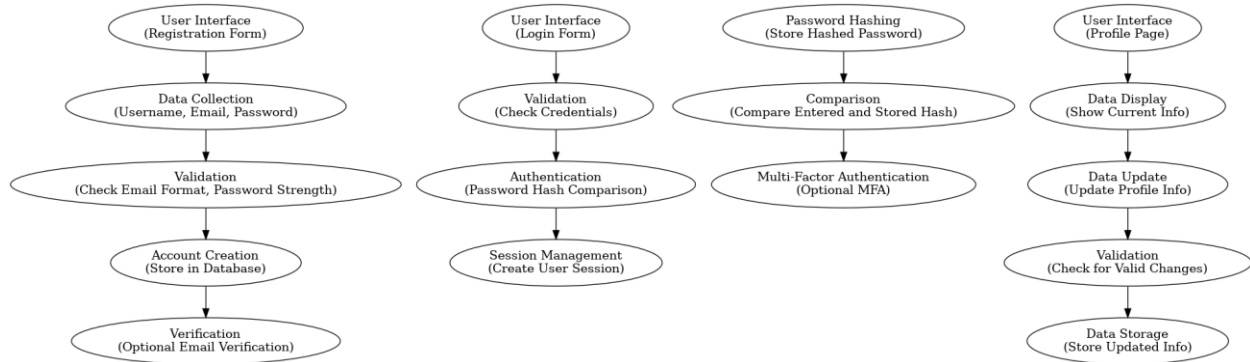 User Interface
(Registration Form)
Data Collection
(Username, Email, Password)
Validation
(Check Email Format, Password Strength)
Account Creation
(Store in Database)
Verification
(Optional Email Verification)
User Interface
(Login Form)
Validation
(Check Credentials)
Authentication
(Password Hash Comparison)
Session Management
(Create User Session)
Password Hashing
(Store Hashed Password)
Comparison
(Compare Entered and Stored Hash)
Multi-Factor Authentication
(Optional MFA)
User Interface
(Profile Page)
Data Display
(Show Current Info)
Data Update
(Update Profile Info)
Validation
(Check for Valid Changes)
Data Storage
(Store Updated Info)